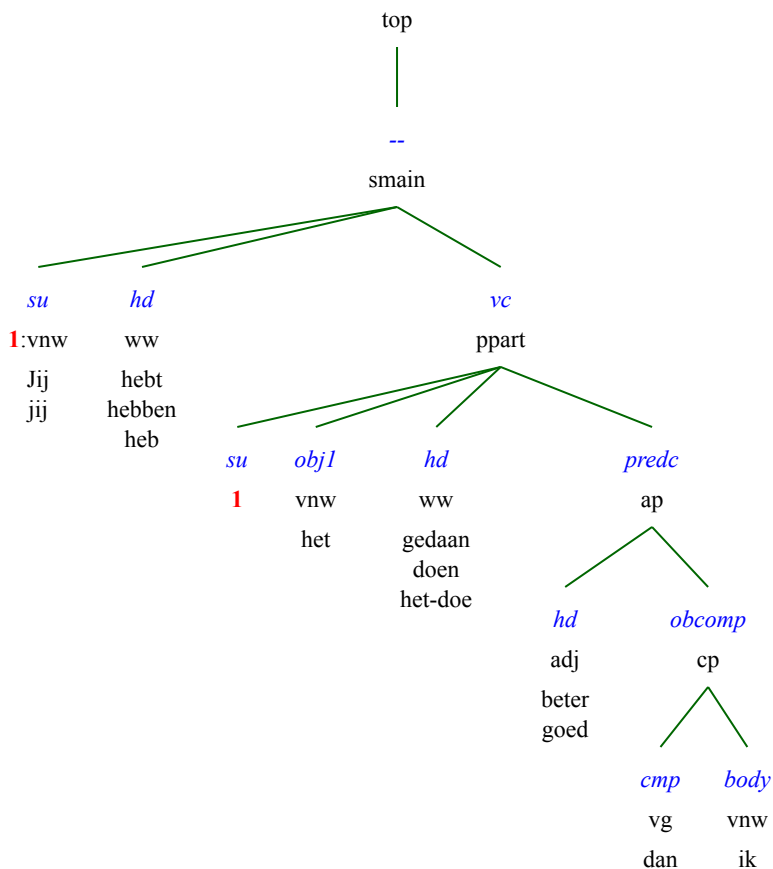 top
--
smain
su hd vc
1:vnw ww ppart
Jij hebt
jij hebben
heb
su obj1 hd predc
1 vnw ww ap
het gedaan
doen
het-doe
hd obcomp
adj cp
beter
goed
cmp body
vg vnw
dan ik